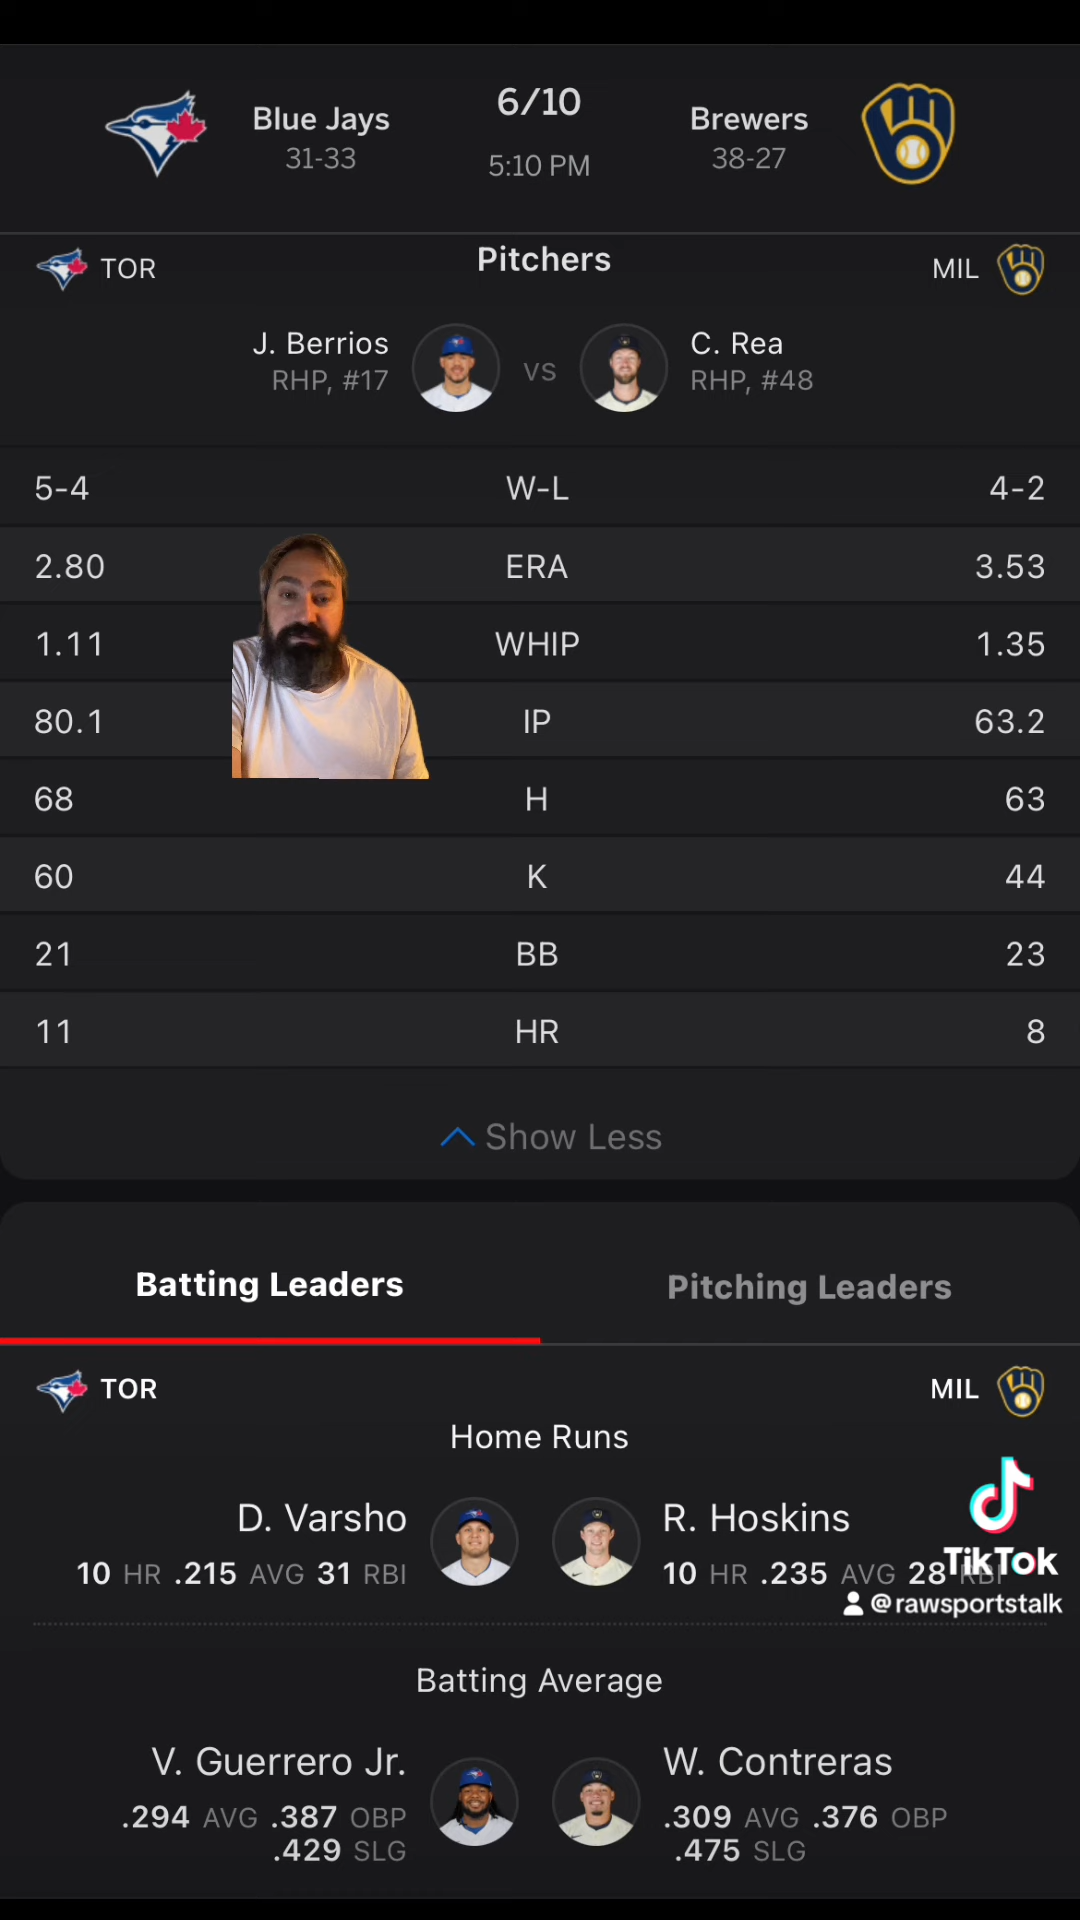 Blue Jays
31-33
6/10
5:10 PM
Brewers
38-27
TOR
Pitchers
MIL
J. Berrios
RHP, #17
vs
C. Rea
RHP, #48
5-4 W-L 4-2
2.80 ERA 3.53
1.11 WHIP 1.35
80.1 IP 63.2
68 H 63
60 K 44
21 BB 23
11 HR 8
Show Less
Batting Leaders
Pitching Leaders
TOR
MIL
Home Runs
D. Varsho
10 HR .215 AVG 31 RBI
R. Hoskins
10 HR .235 AVG 28 RBI
TikTok
@rawsportstalk
Batting Average
V. Guerrero Jr.
.294 AVG .387 OBP
.429 SLG
W. Contreras
.309 AVG .376 OBP
.475 SLG